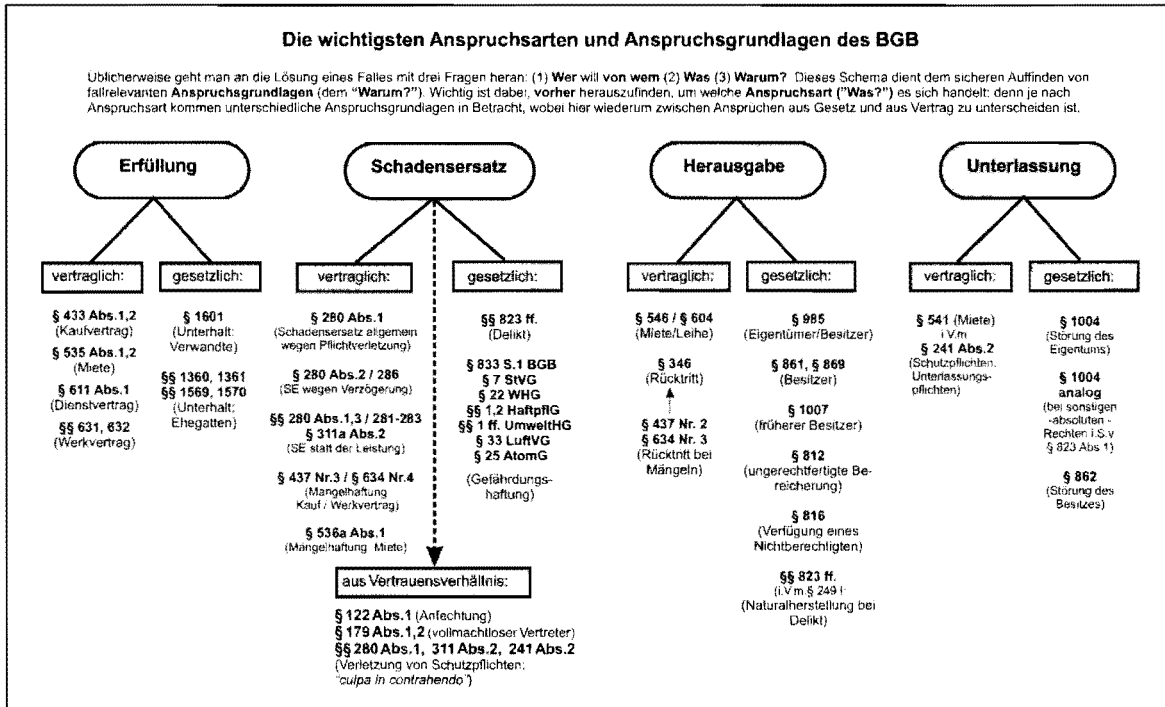 Die wichtigsten Anspruchsarten und Anspruchsgrundlagen des BGB
Üblicherweise geht man an die Lösung eines Falles mit drei Fragen heran: (1) Wer will von wem (2) Was (3) Warum? Dieses Schema dient dem sicheren Auffinden von
fallrelevanten Anspruchsgrundlagen (dem "Warum?"). Wichtig ist dabei, vorher herauszufinden, um welche Anspruchsart ("Was?") es sich handelt: denn je nach
Anspruchsart kommen unterschiedliche Anspruchsgrundlagen in Betracht, wobei hier wiederum zwischen Ansprüchen aus Gesetz und aus Vertrag zu unterscheiden ist.
Erfüllung
vertraglich:
§ 433 Abs.1,2
(Kaufvertrag)
§ 535 Abs.1,2
(Miete)
§ 611 Abs.1
(Dienstvertrag)
§§ 631, 632
(Werkvertrag)
gesetzlich:
§ 1601
(Unterhalt:
Verwandte)
§§ 1360, 1361
§§ 1569, 1570
(Unterhalt:
Ehegatten)
Schadensersatz
vertraglich:
§ 280 Abs.1
(Schadensersatz allgemein
wegen Pflichtverletzung)
§ 280 Abs.2 / 286
(SE wegen Verzögerung)
§§ 280 Abs.1,3 / 281-283
§ 311a Abs.2
(SE statt der Leistung)
§ 437 Nr.3 / § 634 Nr.4
(Mangelhaftung
Kauf / Werkvertrag)
§ 536a Abs.1
(Mangelhaftung Miete)
gesetzlich:
§§ 823 ff.
(Delikt)
§ 833 S.1 BGB
§ 7 StVG
§ 22 WHG
§§ 1,2 HaftpflG
§§ 1 ff. UmweltHG
§ 33 LuftVG
§ 25 AtomG
(Gefährdungs-
haftung)
aus Vertrauensverhältnis:
§ 122 Abs.1 (Anfechtung)
§ 179 Abs.1,2 (vollmachtloser Vertreter)
§§ 280 Abs.1, 311 Abs.2, 241 Abs.2
(Verletzung von Schutzpflichten:
"culpa in contrahendo")
Herausgabe
vertraglich:
§ 546 / § 604
(Miete/Leihe)
§ 346
(Rücktritt)
§ 437 Nr. 2
§ 634 Nr. 3
(Rücktritt bei
Mängeln)
gesetzlich:
§ 985
(Eigentümer/Besitzer)
§ 861, § 869
(Besitzer)
§ 1007
(früherer Besitzer)
§ 812
(ungerechtfertigte Be-
reicherung)
§ 816
(Verfügung eines
Nichtberechtigten)
§§ 823 ff.
(i.V.m. § 249 I:
(Naturalherstellung bei
Delikt)
Unterlassung
vertraglich:
§ 541 (Miete)
i.V.m
§ 241 Abs.2
(Schutzpflichten.
Unterlassungs-
pflichten)
gesetzlich:
§ 1004
(Störung des
Eigentums)
§ 1004
analog
(bei sonstigen
-absoluten -
Rechten i.S.v
§ 823 Abs 1)
§ 862
(Störung des
Besitzes)